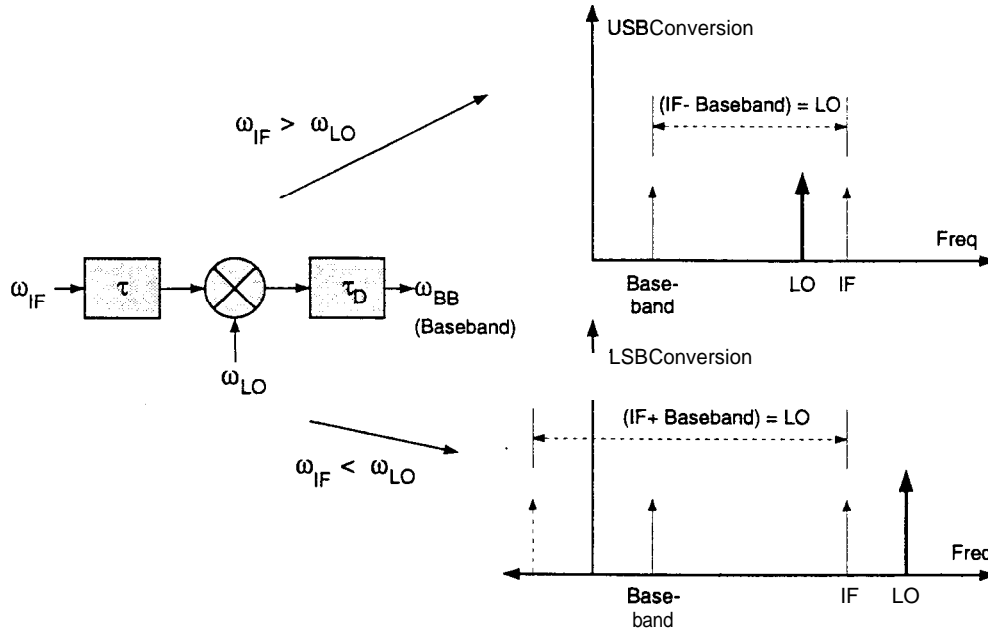 USBConversion
(IF- Baseband) = LO
ω_IF > ω_LO
Freq
Base-
band
LO
IF
ω_IF
τ
τ_D
ω_BB
(Baseband)
ω_LO
LSBConversion
(IF+ Baseband) = LO
ω_IF < ω_LO
Freq
Base-
band
IF
LO